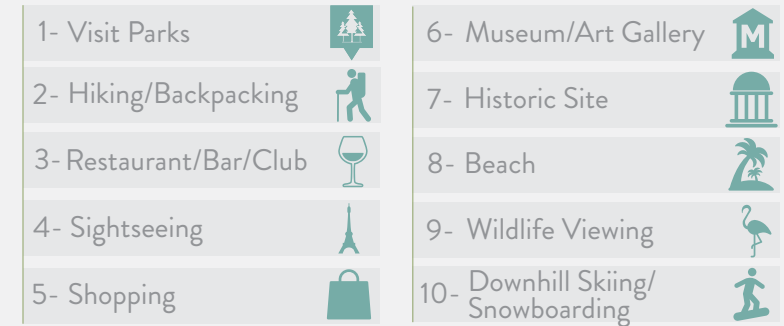 1- Visit Parks
2- Hiking/Backpacking
3- Restaurant/Bar/Club
4- Sightseeing
5- Shopping
6- Museum/Art Gallery
M
7- Historic Site
8- Beach
9- Wildlife Viewing
10- Downhill Skiing/
Snowboarding